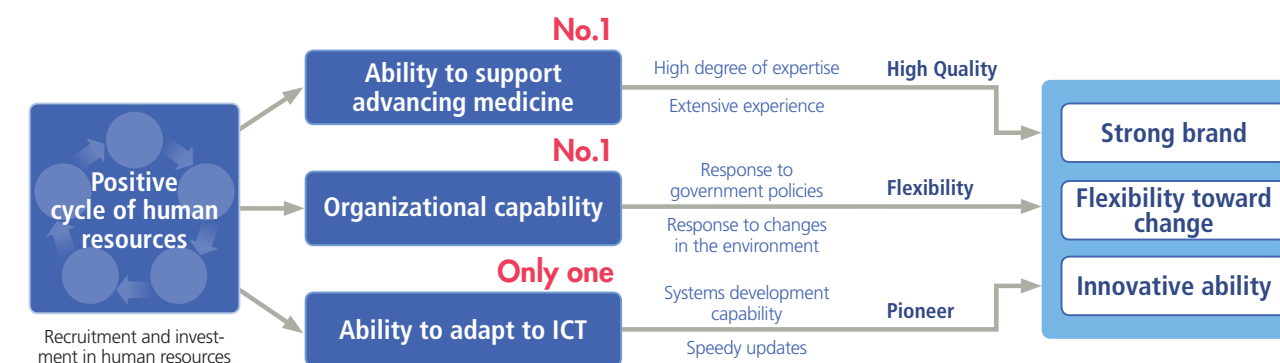 Positive
cycle of human
resources
Recruitment and invest-
ment in human resources
No.1
Ability to support
advancing medicine
High degree of expertise
Extensive experience
High Quality
No.1
Organizational capability
Response to
government policies
Response to changes
in the environment
Flexibility
Only one
Ability to adapt to ICT
Systems development
capability
Speedy updates
Pioneer
Strong brand
Flexibility toward
change
Innovative ability